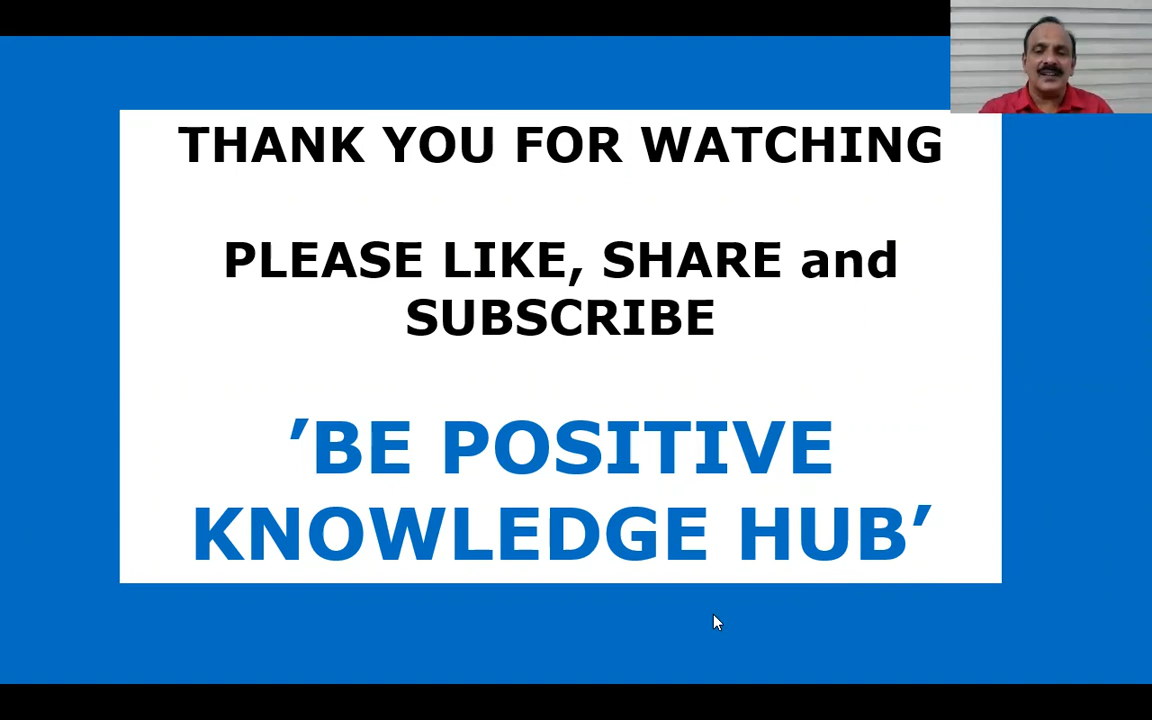 THANK YOU FOR WATCHING
PLEASE LIKE, SHARE and
SUBSCRIBE
’BE POSITIVE
KNOWLEDGE HUB’